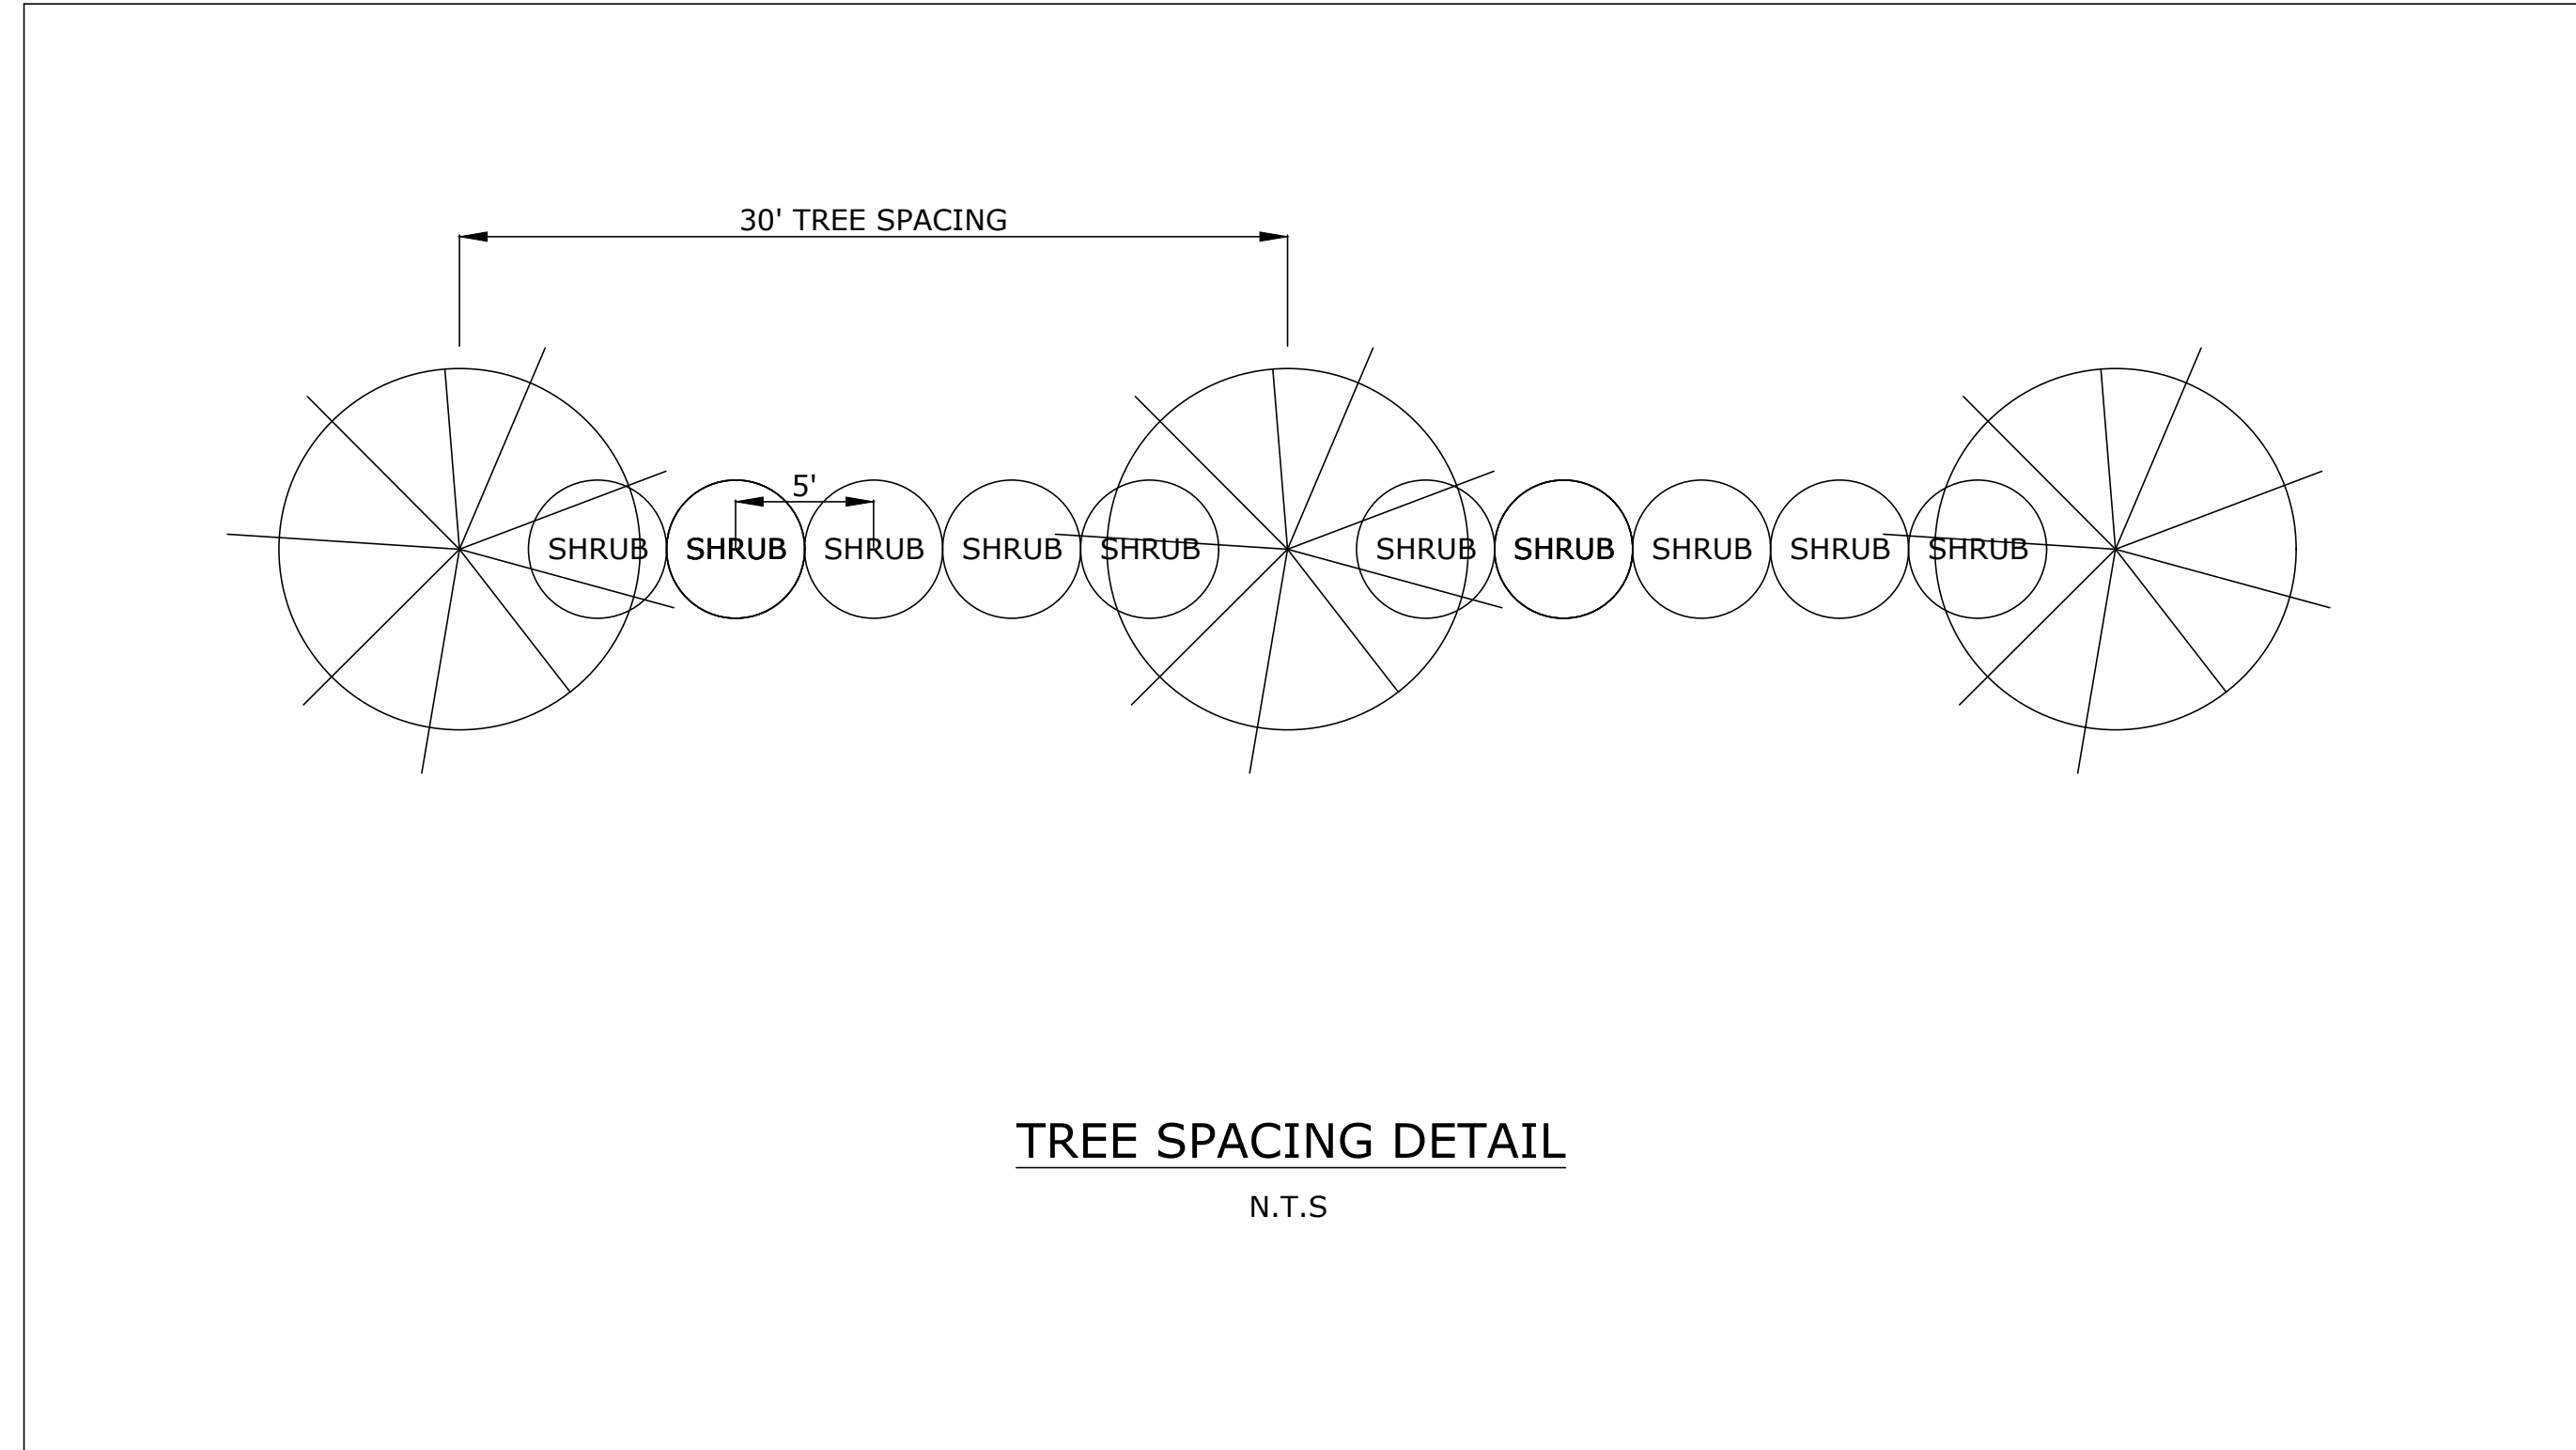 30' TREE SPACING
5'
SHRUB SHRUB SHRUB SHRUB SHRUB SHRUB SHRUB SHRUB SHRUB SHRUB
TREE SPACING DETAIL
N.T.S